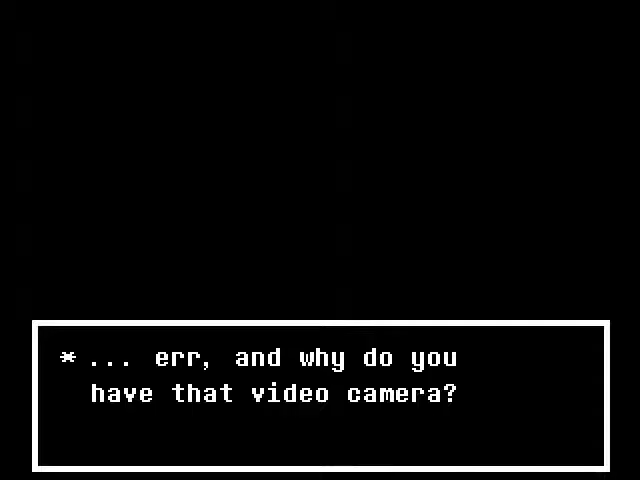 * ... err, and why do you
have that video camera?